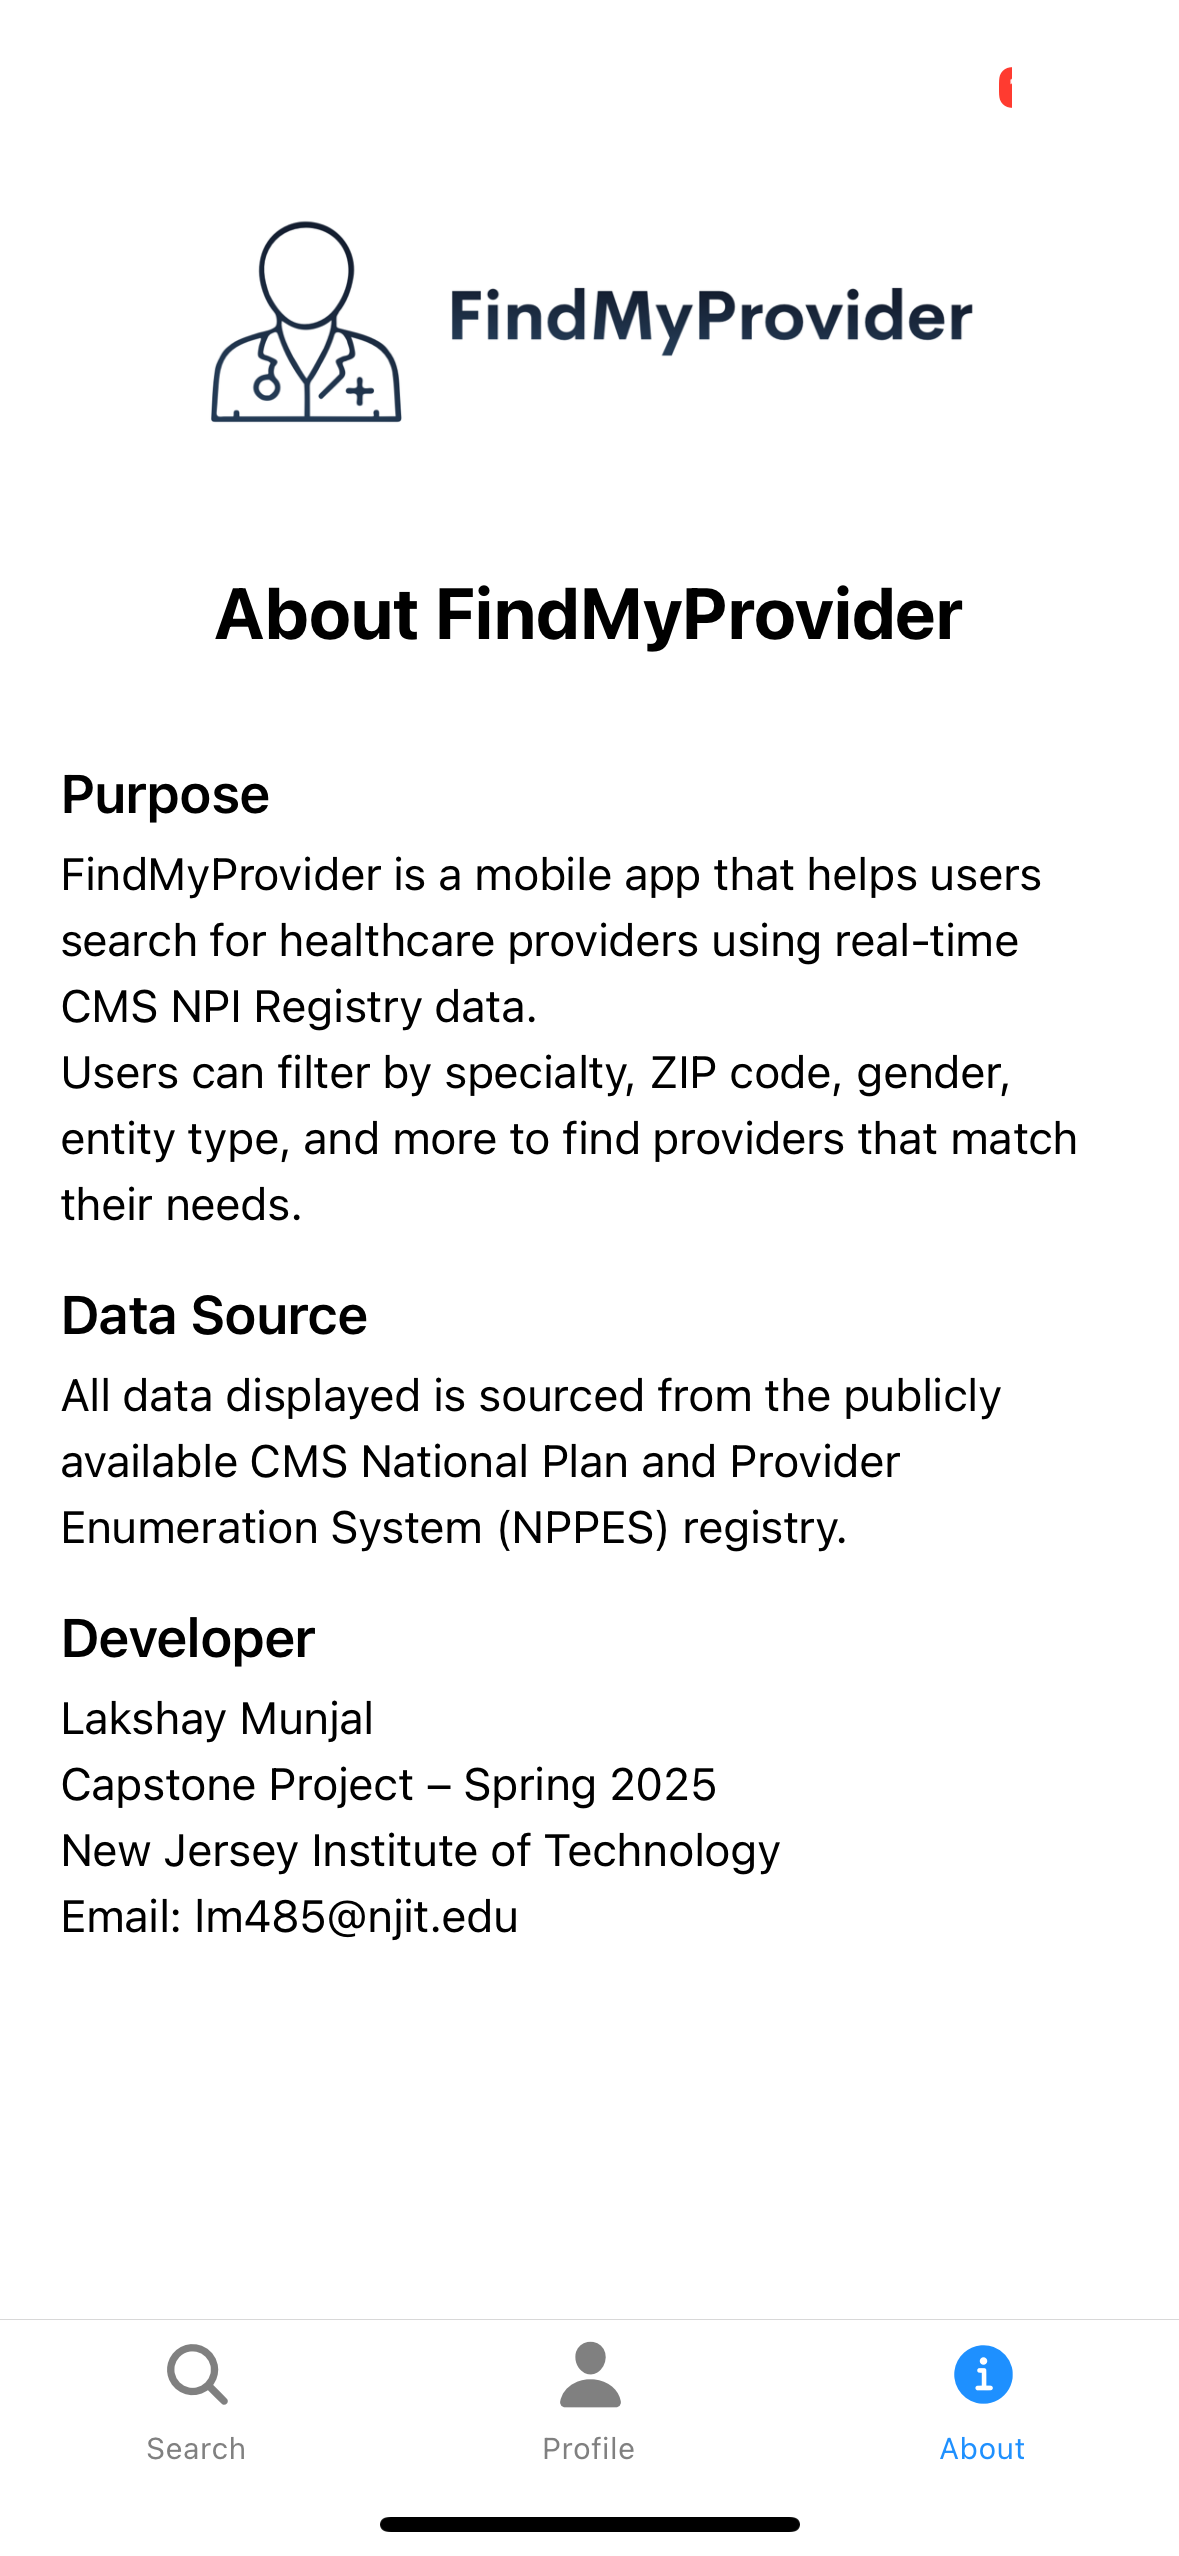 FindMyProvider
About FindMyProvider
Purpose
FindMyProvider is a mobile app that helps users
search for healthcare providers using real-time
CMS NPI Registry data.
Users can filter by specialty, ZIP code, gender,
entity type, and more to find providers that match
their needs.
Data Source
All data displayed is sourced from the publicly
available CMS National Plan and Provider
Enumeration System (NPPES) registry.
Developer
Lakshay Munjal
Capstone Project – Spring 2025
New Jersey Institute of Technology
Email: lm485@njit.edu
Search
Profile
About